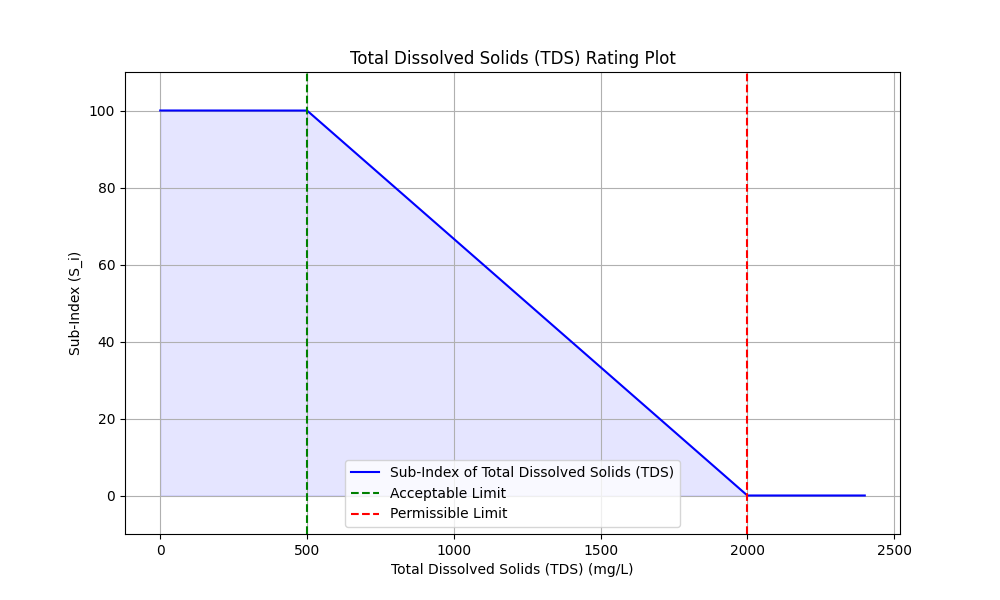 Total Dissolved Solids (TDS) Rating Plot
Sub-Index (S_i)
100
80
60
40
20
0
Sub-Index of Total Dissolved Solids (TDS)
Acceptable Limit
Permissible Limit
0 500 1000 1500 2000 2500
Total Dissolved Solids (TDS) (mg/L)